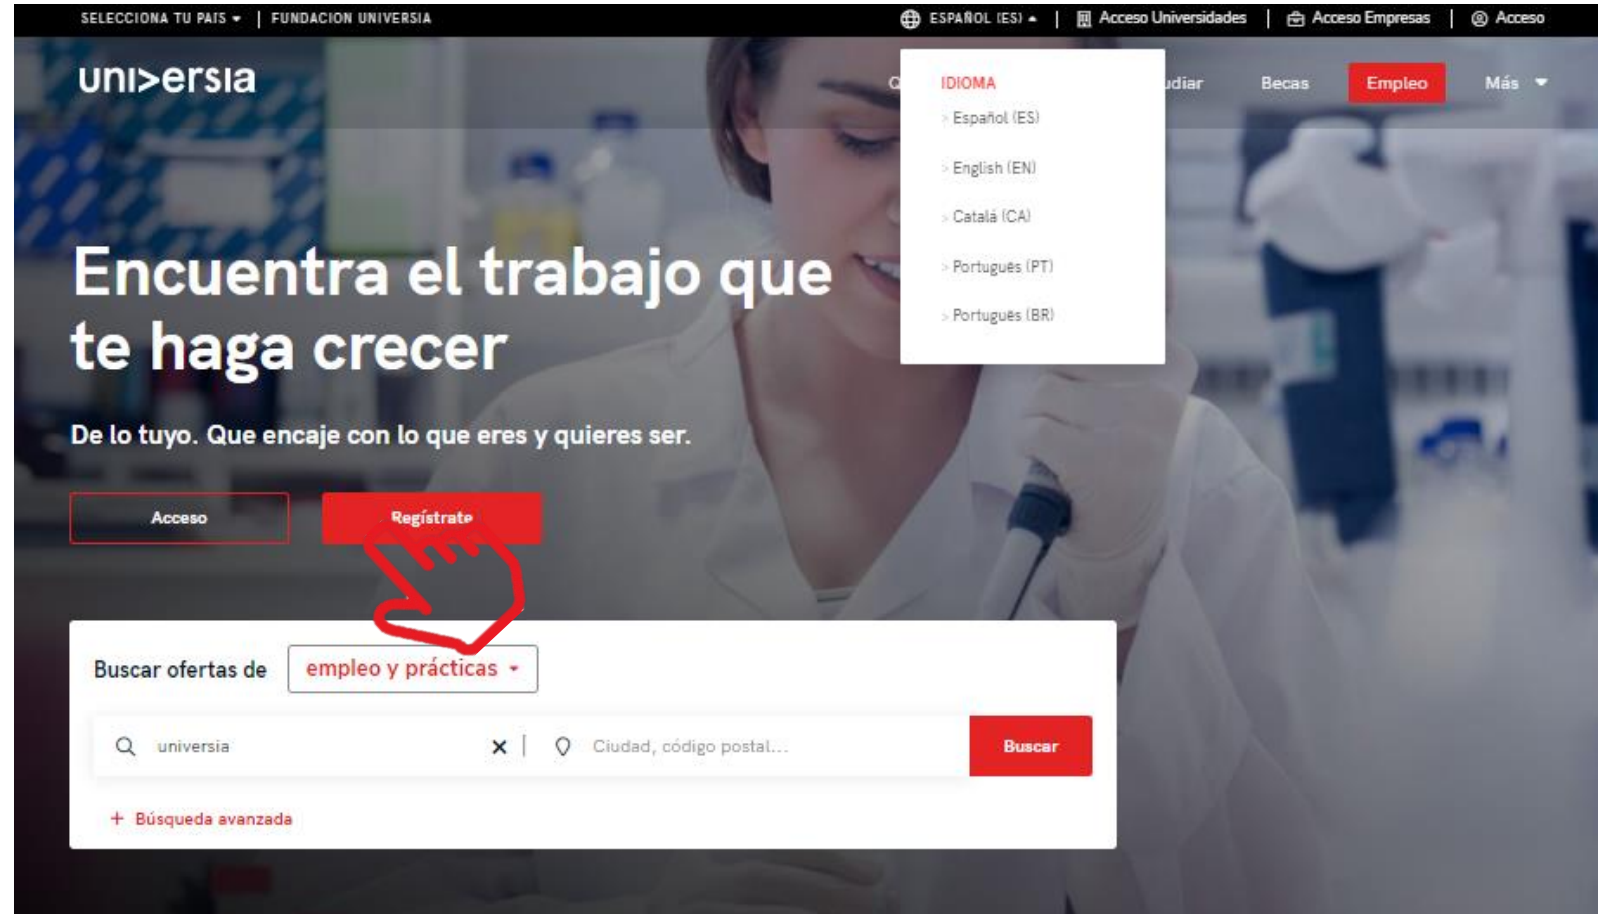 SELECCIONA TU PAIS
FUNDACION UNIVERSIA
ESPAÑOL (ES)
Acceso Universidades
Acceso Empresas
Acceso
uni>ersia
Becas
Empleo
Más
IDIOMA
> Español (ES)
> English (EN)
> Catalá (CA)
> Português (PT)
> Português (BR)
Encuentra el trabajo que
te haga crecer
De lo tuyo. Que encaje con lo que eres y quieres ser.
Acceso
Regístrate
Buscar ofertas de
empleo y prácticas
universia
Ciudad, código postal...
Buscar
+ Búsqueda avanzada